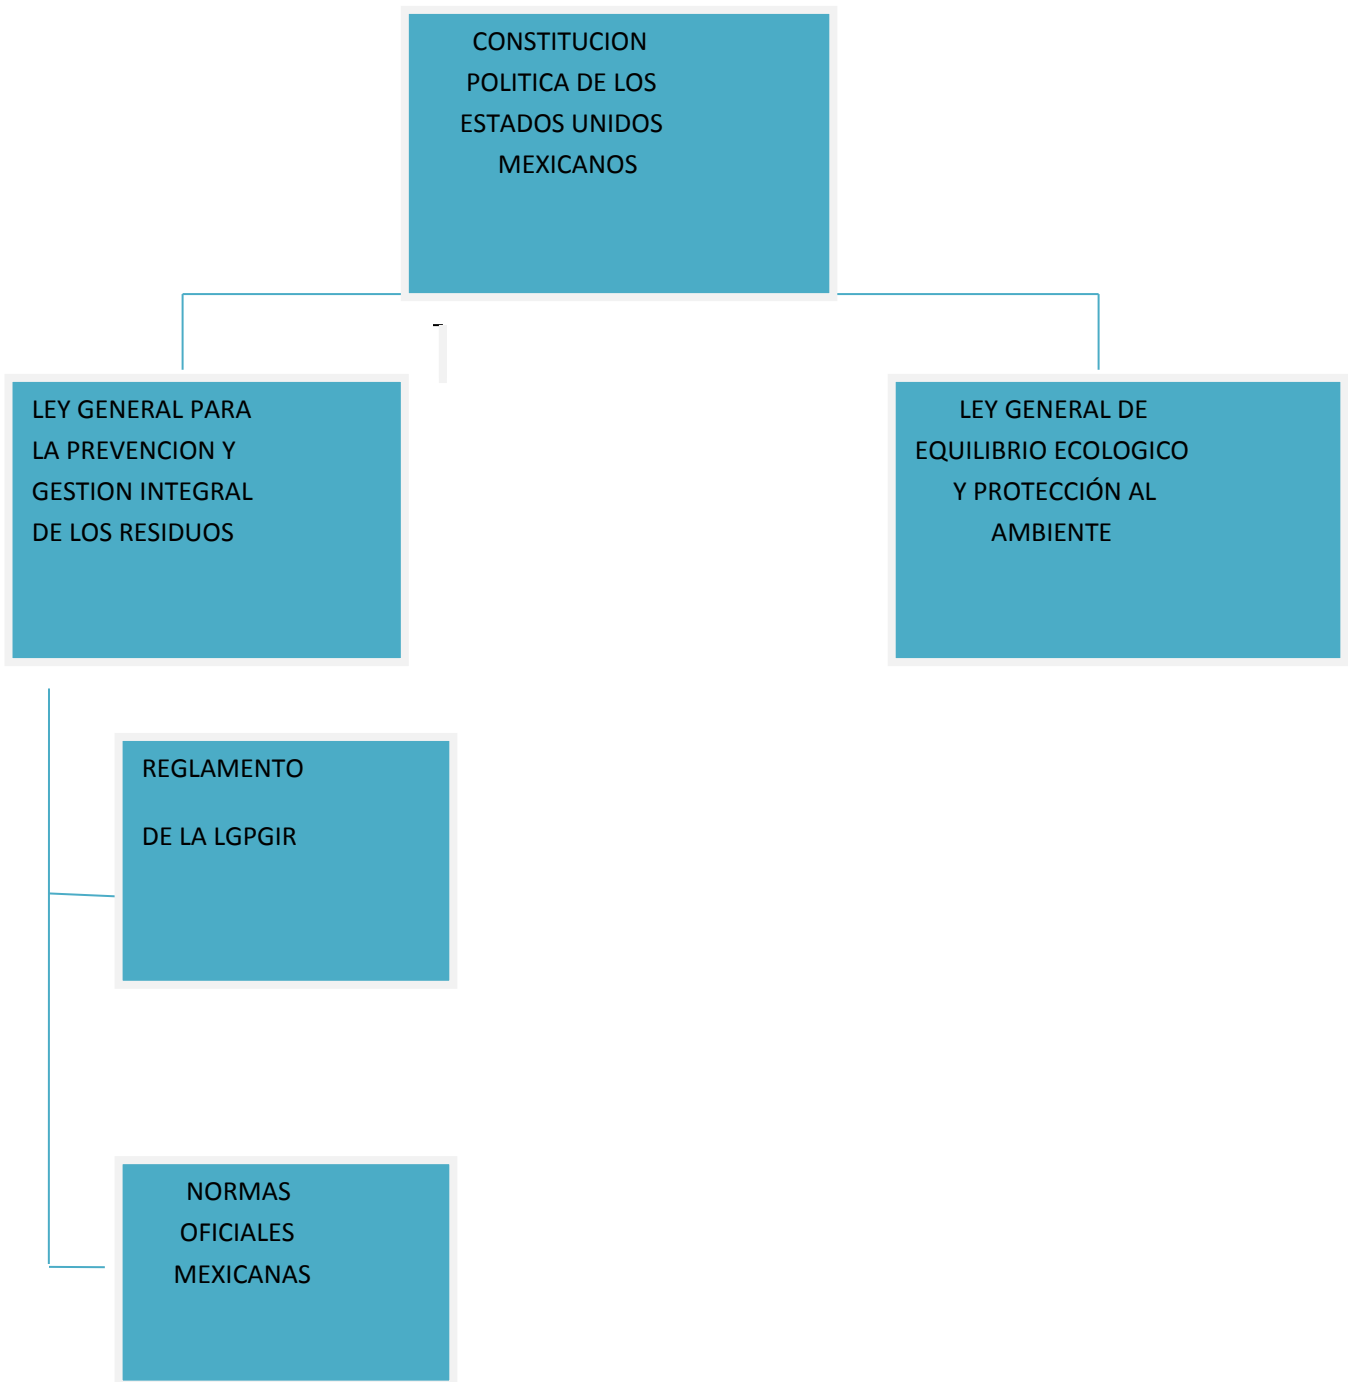 CONSTITUCION
POLITICA DE LOS
ESTADOS UNIDOS
MEXICANOS
LEY GENERAL PARA
LA PREVENCION Y
GESTION INTEGRAL
DE LOS RESIDUOS
LEY GENERAL DE
EQUILIBRIO ECOLOGICO
Y PROTECCIÓN AL
AMBIENTE
REGLAMENTO
DE LA LGPGIR
NORMAS
OFICIALES
MEXICANAS